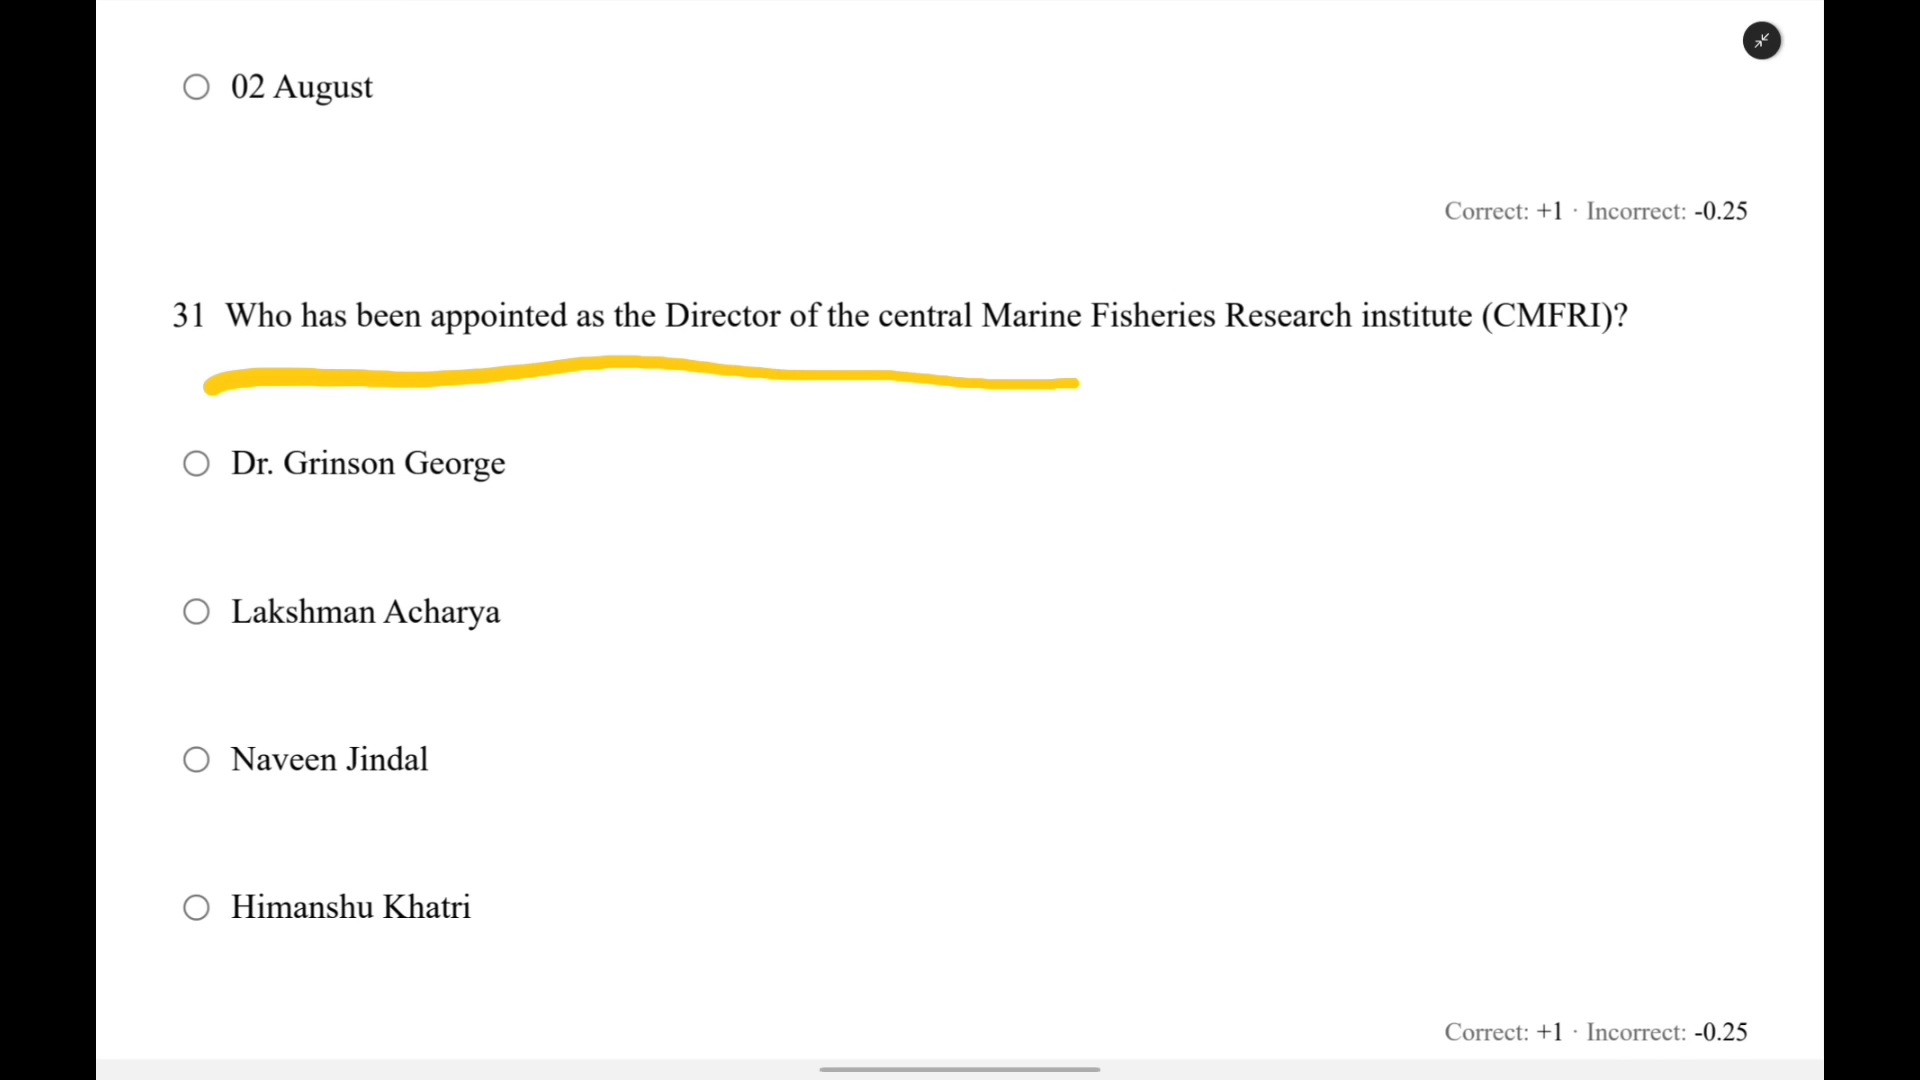 02 August
Correct: +1 · Incorrect: -0.25
31 Who has been appointed as the Director of the central Marine Fisheries Research institute (CMFRI)?
Dr. Grinson George
Lakshman Acharya
Naveen Jindal
Himanshu Khatri
Correct: +1 · Incorrect: -0.25